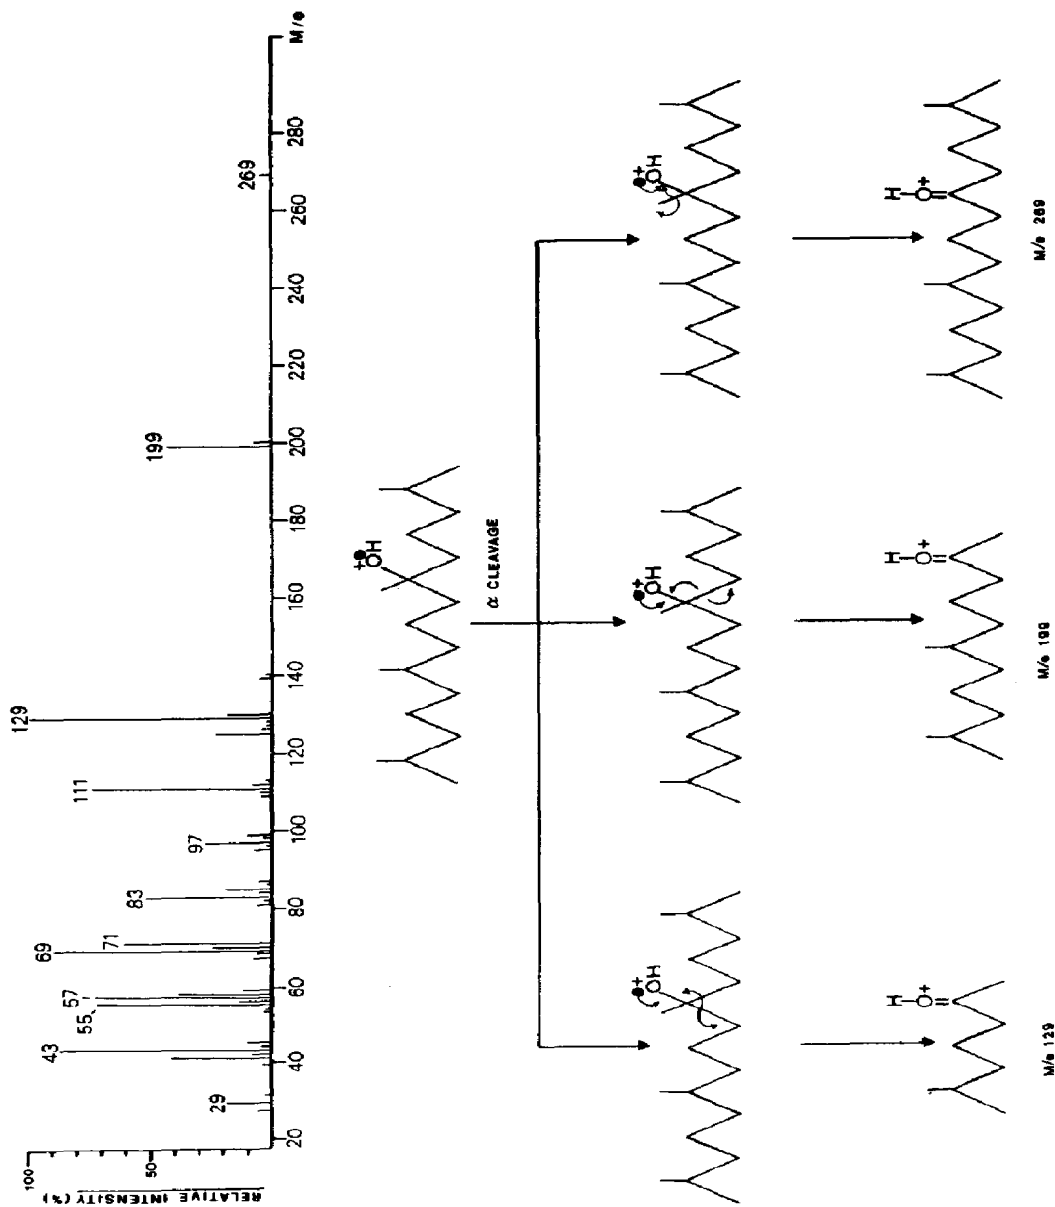 RELATIVE INTENSITY (%)
100
50
29
43
55
57
69
71
83
97
111
129
199
269
20
40
60
80
100
120
140
160
180
200
220
240
260
280
M/e
+●
OH
α CLEAVAGE
+●
OH
+●
OH
+●
OH
H
O+
H
O+
H
O+
M/e 129
M/e 199
M/e 269